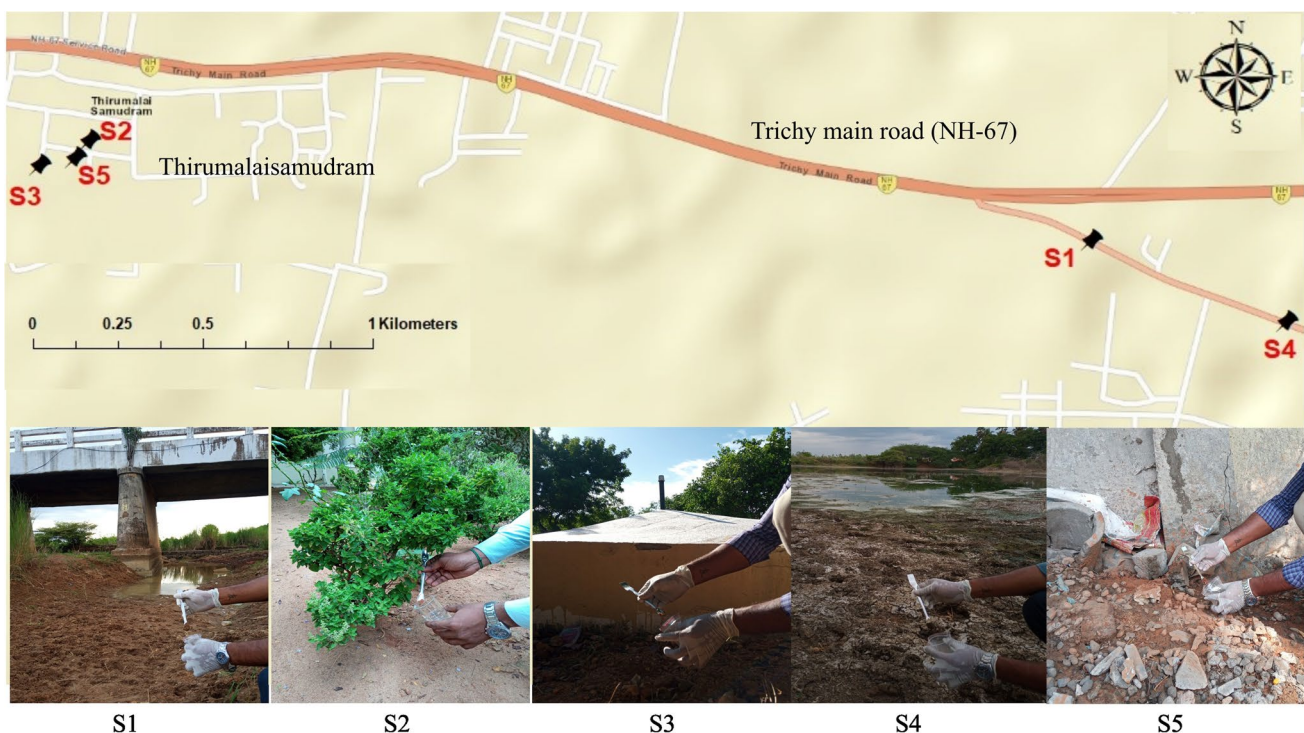 NH 67 Service Road
NH
67
Trichy Main Road
NH
67
N
W E
S
Thirumalai
Samudram
S2
S5
S3
Thirumalaisamudram
Trichy main road (NH-67)
Trichy Main Road
NH
67
NH
67
S1
S4
0 0.25 0.5 1 Kilometers
S1 S2 S3 S4 S5